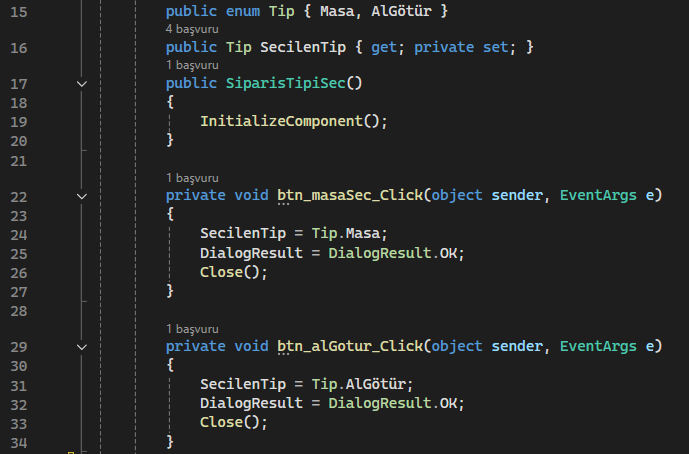 15 public enum Tip { Masa, AlGötür }
4 başvuru
16 public Tip SecilenTip { get; private set; }
1 başvuru
17 public SiparisTipiSec()
18 {
19 InitializeComponent();
20 }
21
1 başvuru
22 private void btn_masaSec_Click(object sender, EventArgs e)
23 {
24 SecilenTip = Tip.Masa;
25 DialogResult = DialogResult.OK;
26 Close();
27 }
28
1 başvuru
29 private void btn_alGotur_Click(object sender, EventArgs e)
30 {
31 SecilenTip = Tip.AlGötür;
32 DialogResult = DialogResult.OK;
33 Close();
34 }